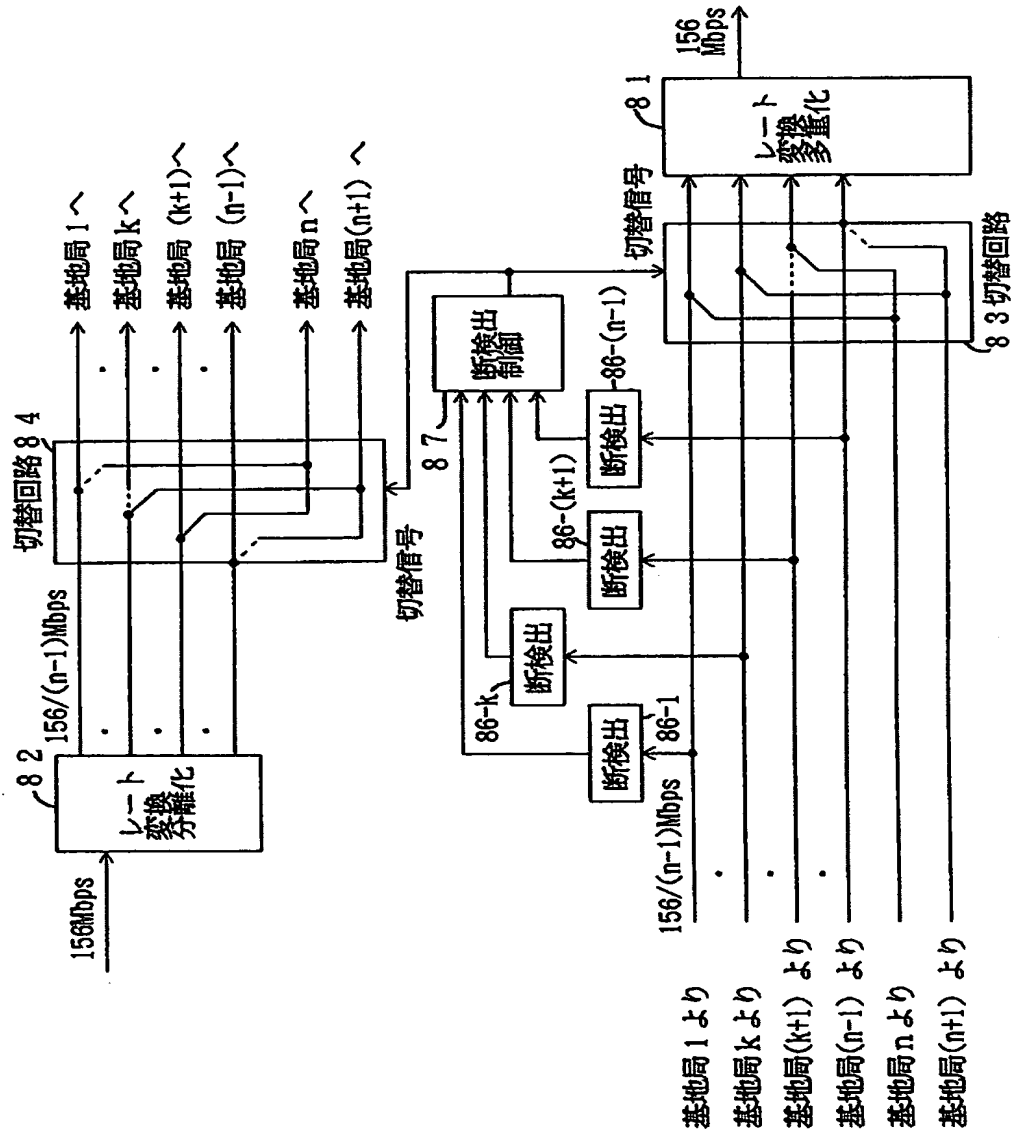 156Mbps
82
レート
変換
分離化
156/(n-1)Mbps
切替回路84
切替信号
基地局1へ
基地局kへ
基地局(k+1)へ
基地局(n-1)へ
基地局nへ
基地局(n+1)へ
基地局1より
基地局kより
基地局(k+1)より
基地局(n-1)より
基地局nより
基地局(n+1)より
156/(n-1)Mbps
断検出
86-1
断検出
86-k
断検出
86-(k+1)
断検出
86-(n-1)
87
断検出
制御
切替信号
83切替回路
81
レート
変換
多重化
156
Mbps